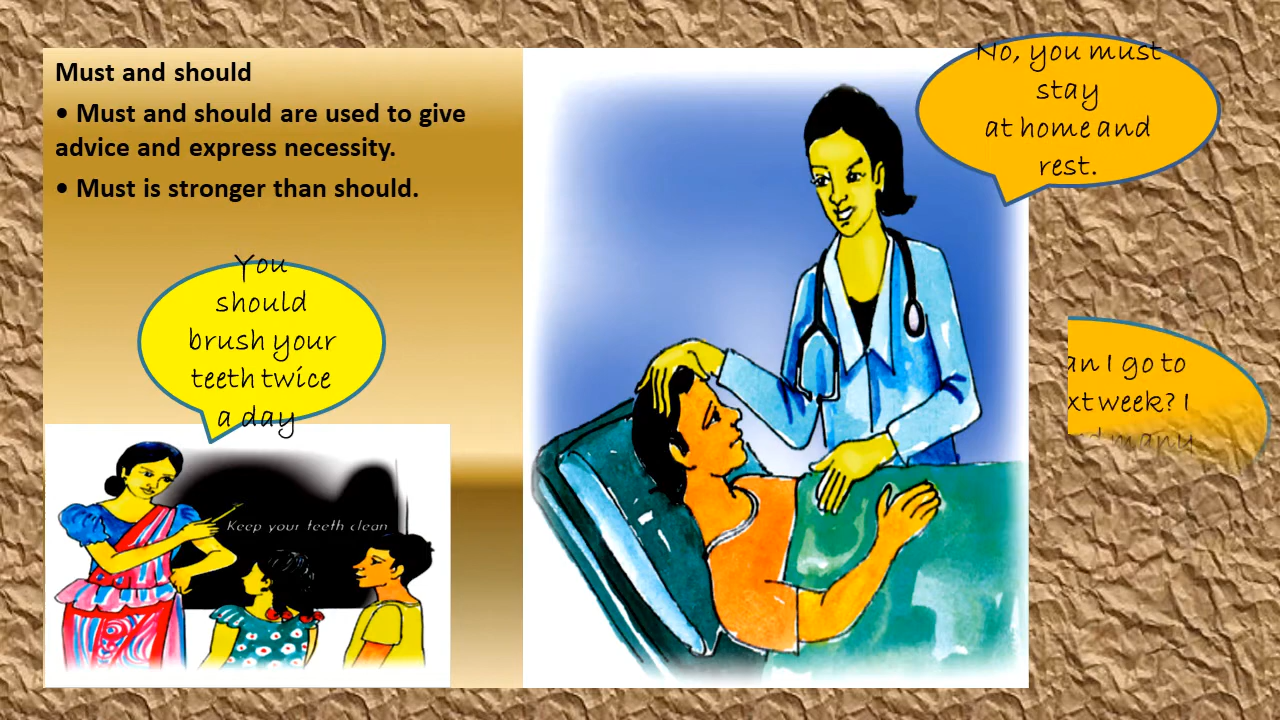 Must and should
• Must and should are used to give
advice and express necessity.
• Must is stronger than should.
You
should
brush your
teeth twice
a day
Keep your teeth clean
No, you must
stay
at home and
rest.
I go to
week? I
many